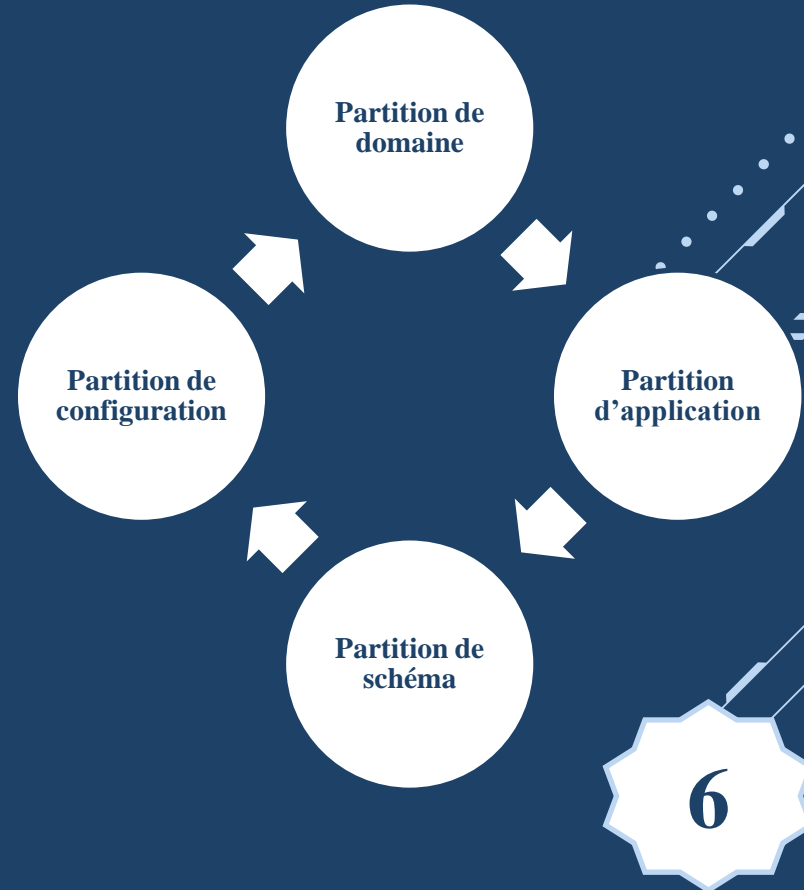 Partition de
domaine
Partition de
configuration
Partition
d’application
Partition de
schéma
6